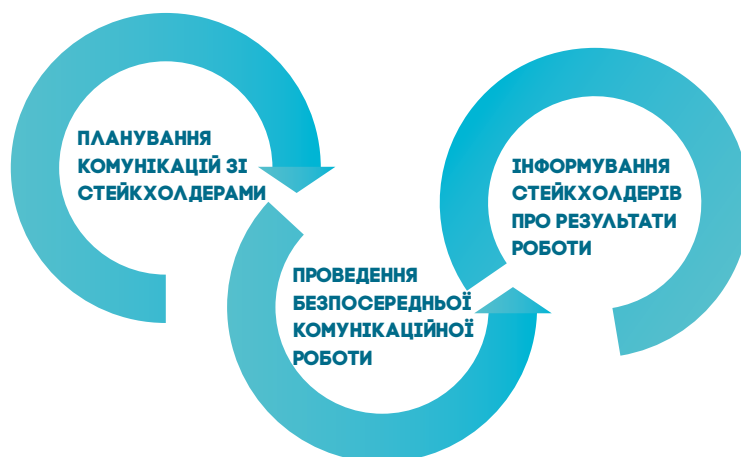 ПЛАНУВАННЯ
КОМУНІКАЦІЙ ЗІ
СТЕЙКХОЛДЕРАМИ
ПРОВЕДЕННЯ
БЕЗПОСЕРЕДНЬОЇ
КОМУНІКАЦІЙНОЇ
РОБОТИ
ІНФОРМУВАННЯ
СТЕЙКХОЛДЕРІВ
ПРО РЕЗУЛЬТАТИ
РОБОТИ